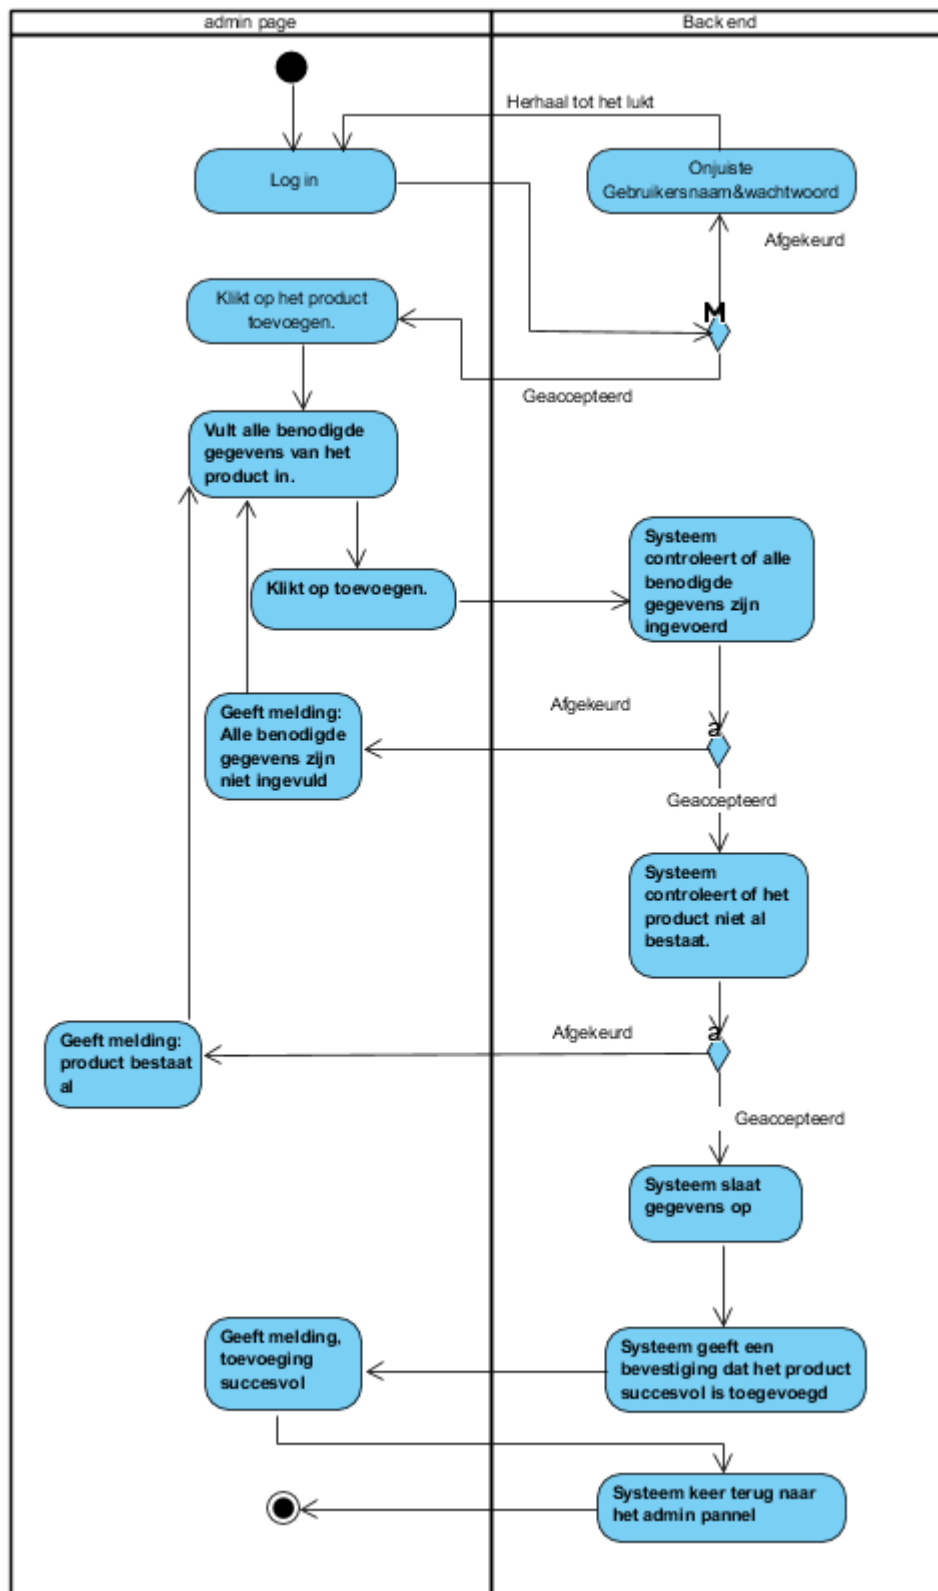 admin page
Back end
Herhaal tot het lukt
Log in
Onjuiste
Gebruikersnaam&wachtwoord
Afgekeurd
M
Klikt op het product
toevoegen.
Geaccepteerd
Vult alle benodigde
gegevens van het
product in.
Systeem
controleert of alle
benodigde
gegevens zijn
ingevoerd
Klikt op toevoegen.
Afgekeurd
Geeft melding:
Alle benodigde
gegevens zijn
niet ingevuld
a
Geaccepteerd
Systeem
controleert of het
product niet al
bestaat.
Afgekeurd
a
Geeft melding:
product bestaat
al
Geaccepteerd
Systeem slaat
gegevens op
Geeft melding,
toevoeging
succesvol
Systeem geeft een
bevestiging dat het product
succesvol is toegevoegd
Systeem keer terug naar
het admin pannel